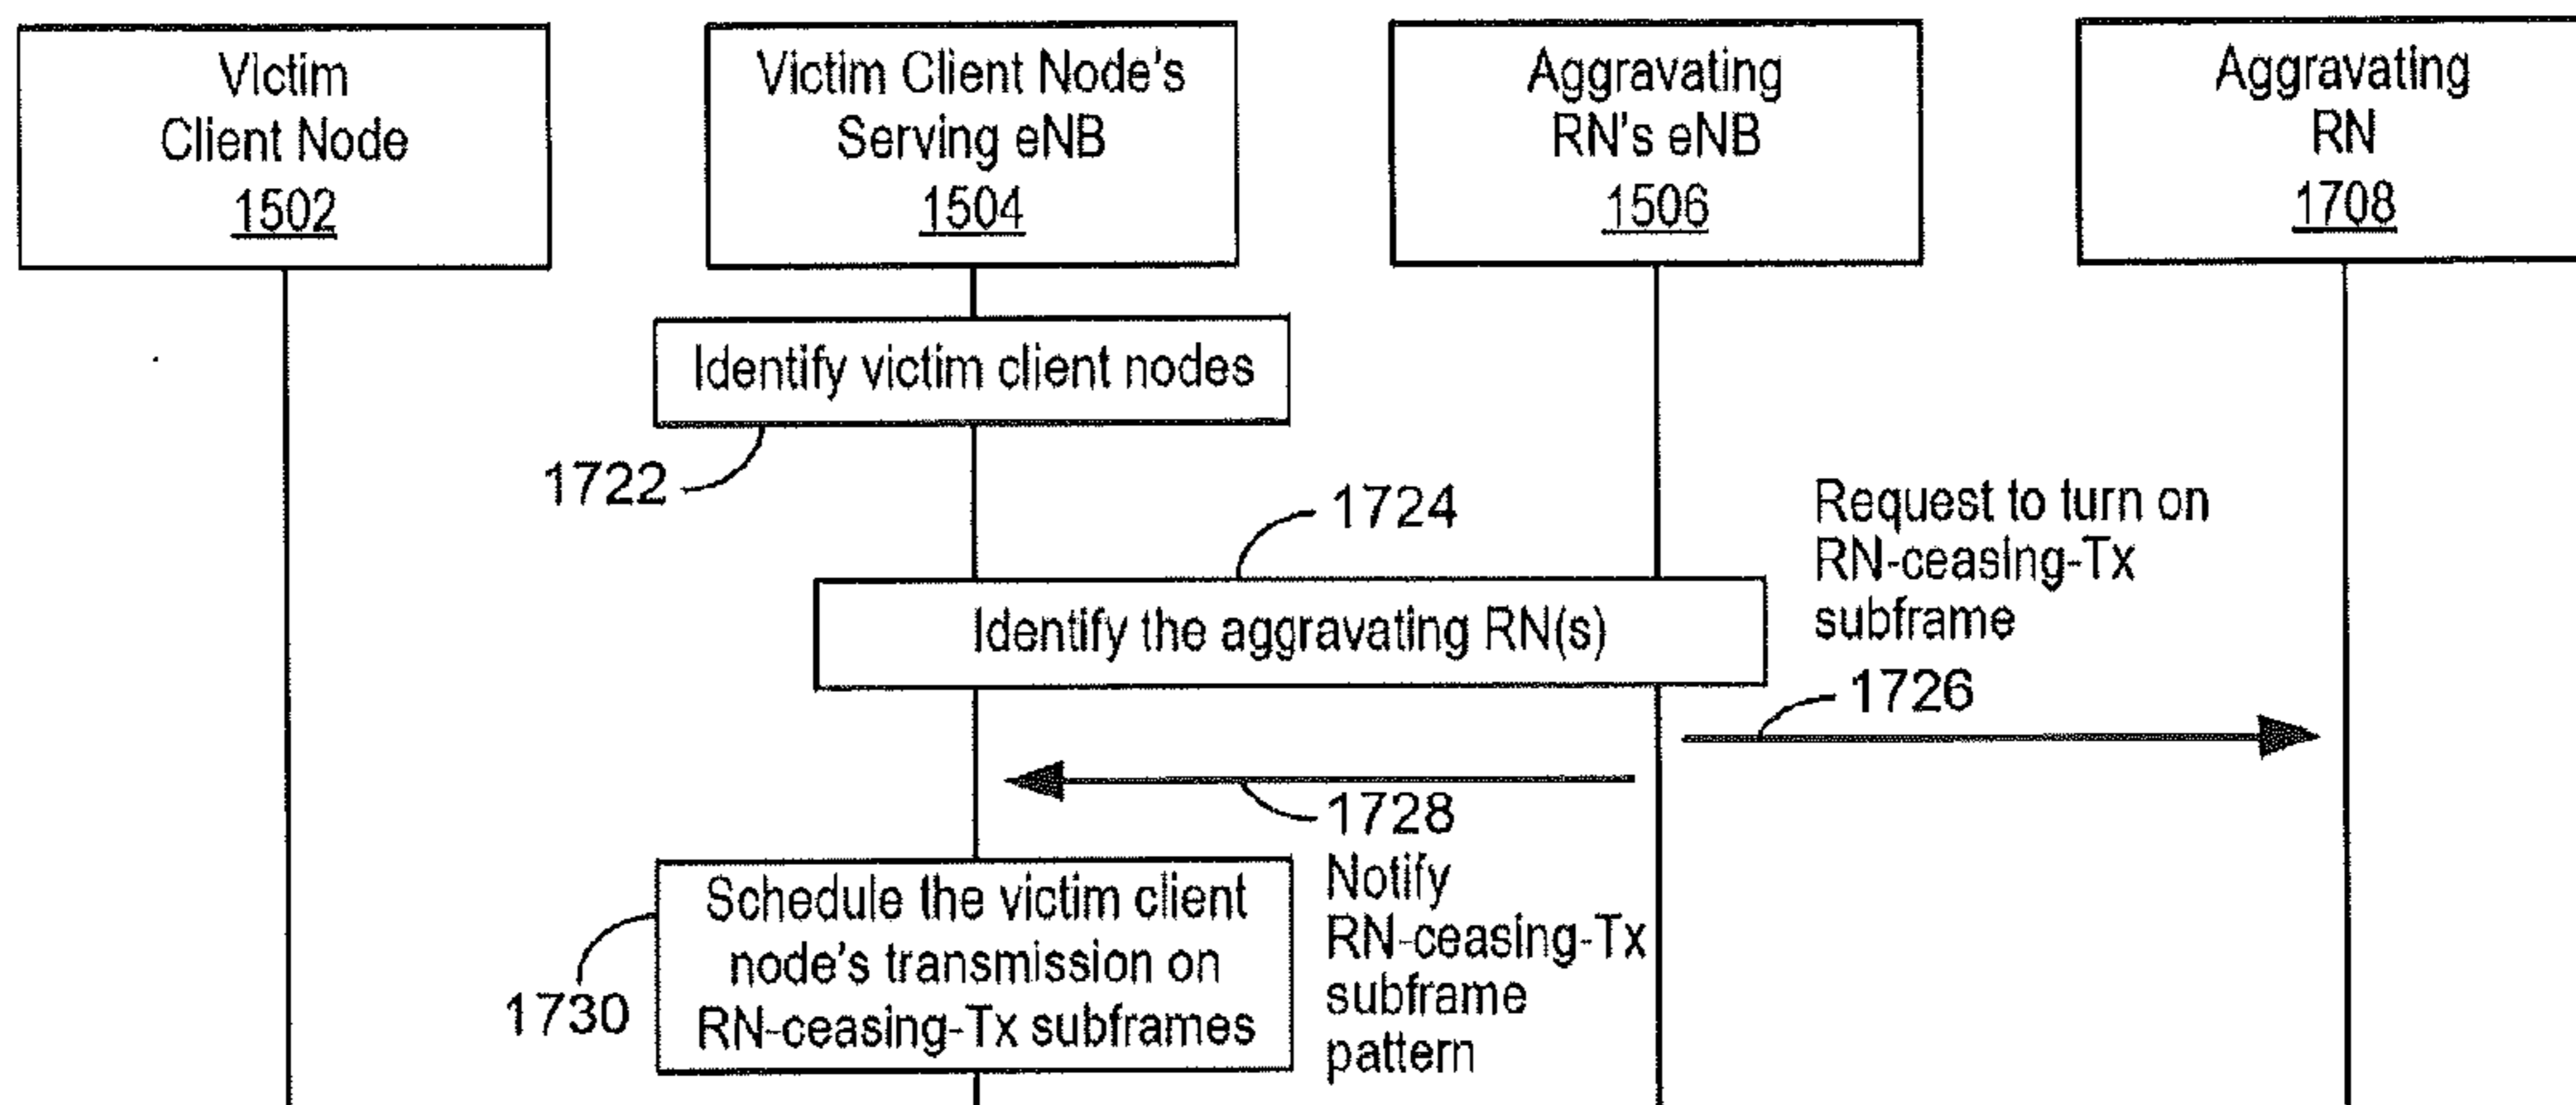 Victim
Client Node
1502
Victim Client Node's
Serving eNB
1504
Aggravating
RN's eNB
1506
Aggravating
RN
1708
Identify victim client nodes
1722
1724
Identify the aggravating RN(s)
Request to turn on
RN-ceasing-Tx
subframe
1726
1728
Notify
RN-ceasing-Tx
subframe
pattern
Schedule the victim client
node's transmission on
RN-ceasing-Tx subframes
1730